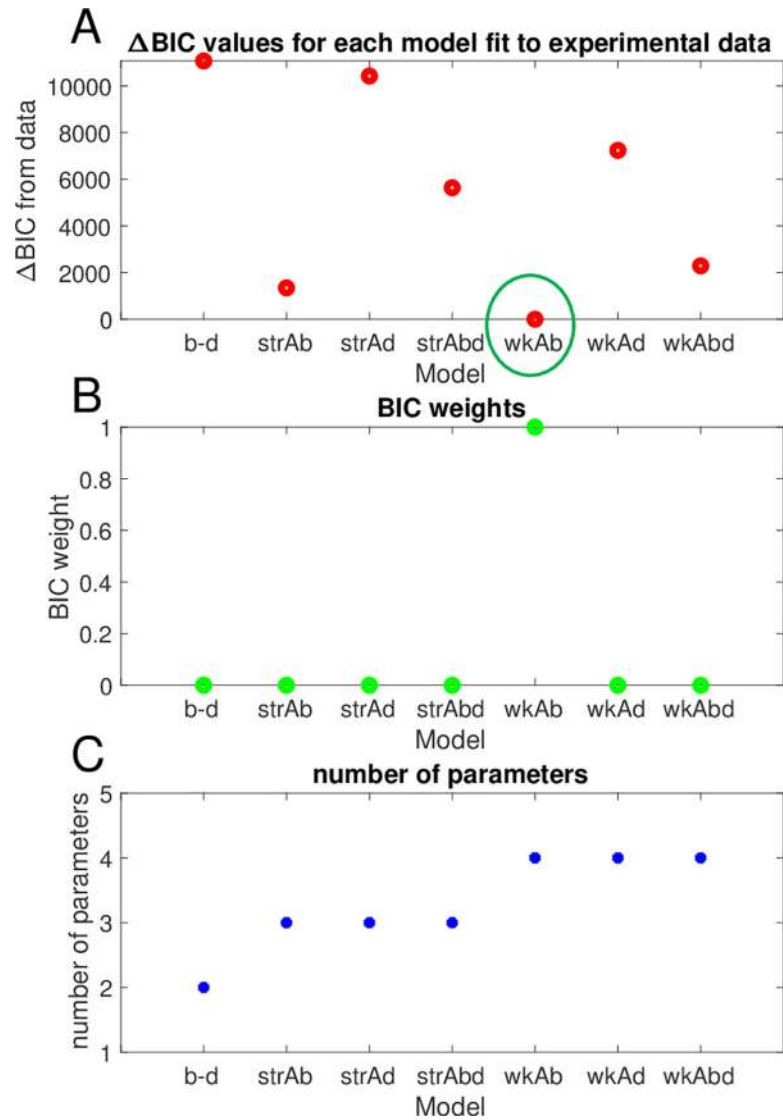 A
ΔBIC values for each model fit to experimental data
ΔBIC from data
10000
8000
6000
4000
2000
0
b-d strAb strAd strAbd wkAb wkAd wkAbd
Model
B
BIC weights
BIC weight
1
0.8
0.6
0.4
0.2
0
b-d strAb strAd strAbd wkAb wkAd wkAbd
Model
C
number of parameters
number of parameters
5
4
3
2
1
b-d strAb strAd strAbd wkAb wkAd wkAbd
Model